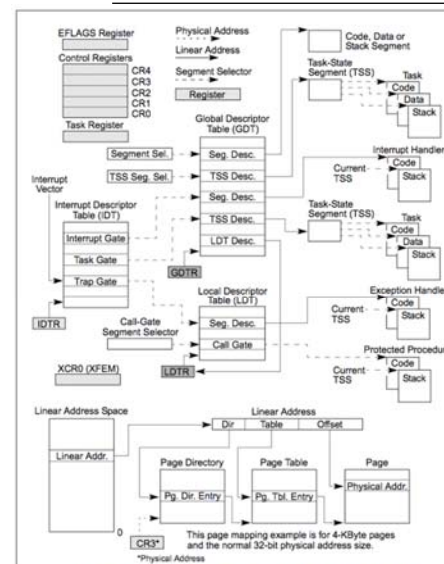 EFLAGS Register
Control Registers
CR4
CR3
CR2
CR1
CR0
Task Register
Physical Address
Linear Address
Segment Selector
Register
Code, Data or
Stack Segment
Global Descriptor
Table (GDT)
Task-State
Segment (TSS)
Task
Code
Data
Stack
Segment Sel.
Seg. Desc.
TSS Seg. Sel.
TSS Desc.
Interrupt Handler
Code
Current
TSS
Stack
Interrupt
Vector
Interrupt Descriptor
Table (IDT)
Seg. Desc.
TSS Desc.
Task-State
Segment (TSS)
Task
Code
Data
Stack
Interrupt Gate
LDT Desc.
Task Gate
GDTR
Trap Gate
Local Descriptor
Table (LDT)
Exception Handler
Code
Current
TSS
Stack
IDTR
Call-Gate
Segment Selector
Seg. Desc.
Call Gate
Protected Procedure
Code
Current
TSS
Stack
XCR0 (XFEM)
LDTR
Linear Address Space
Linear Address
Dir
Table
Offset
Linear Addr.
Page Directory
Page Table
Page
Physical Addr.
Pg. Dir. Entry
Pg. Tbl. Entry
0
This page mapping example is for 4-KByte pages
and the normal 32-bit physical address size.
CR3*
*Physical Address